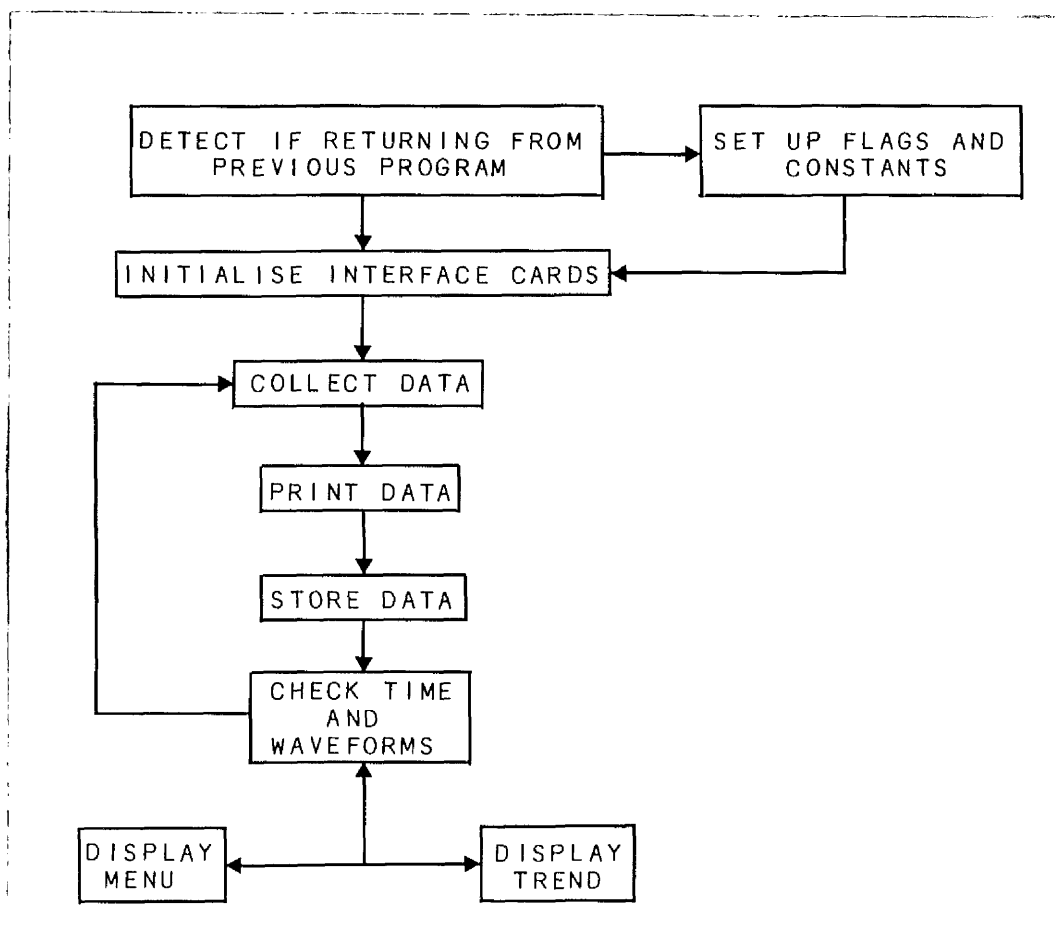 DETECT IF RETURNING FROM
PREVIOUS PROGRAM
SET UP FLAGS AND
CONSTANTS
INITIALISE INTERFACE CARDS
COLLECT DATA
PRINT DATA
STORE DATA
CHECK TIME
AND
WAVEFORMS
DISPLAY
MENU
DISPLAY
TREND